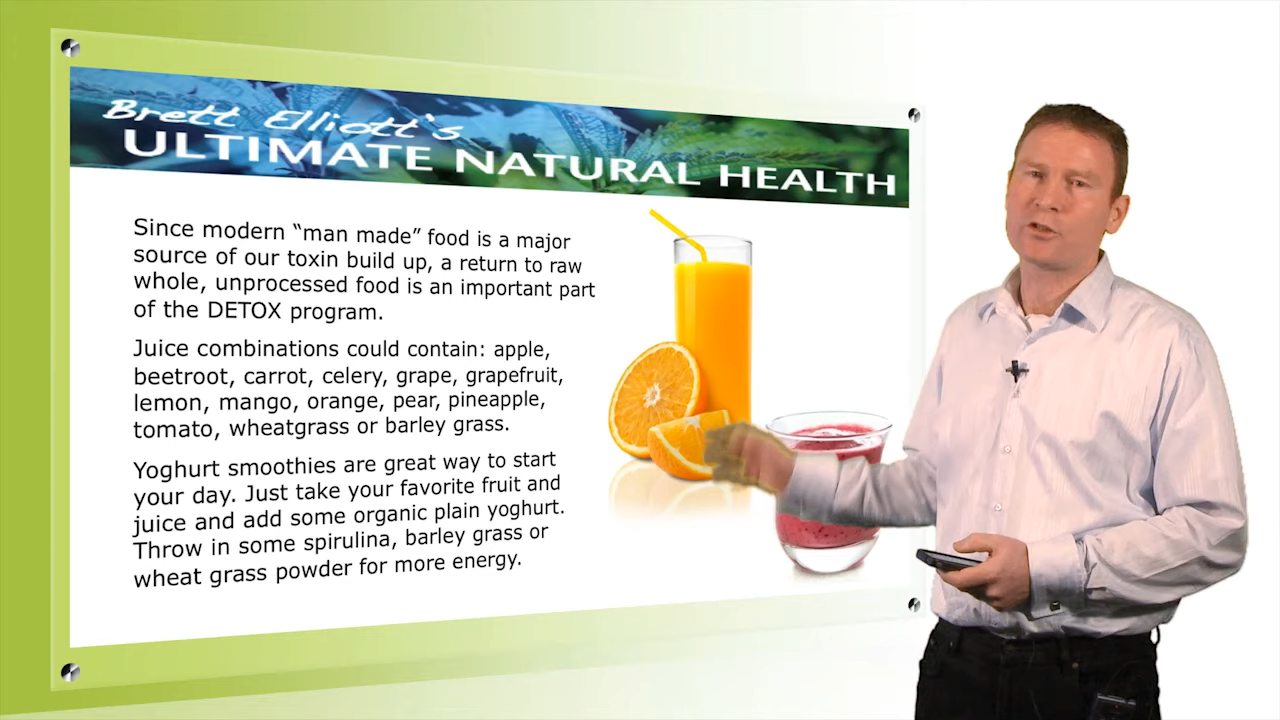 Brett Elliott's
ULTIMATE NATURAL HEALTH
Since modern “man made” food is a major
source of our toxin build up, a return to raw
whole, unprocessed food is an important part
of the DETOX program.
Juice combinations could contain: apple,
beetroot, carrot, celery, grape, grapefruit,
lemon, mango, orange, pear, pineapple,
tomato, wheatgrass or barley grass.
Yoghurt smoothies are great way to start
your day. Just take your favorite fruit and
juice and add some organic plain yoghurt.
Throw in some spirulina, barley grass or
wheat grass powder for more energy.